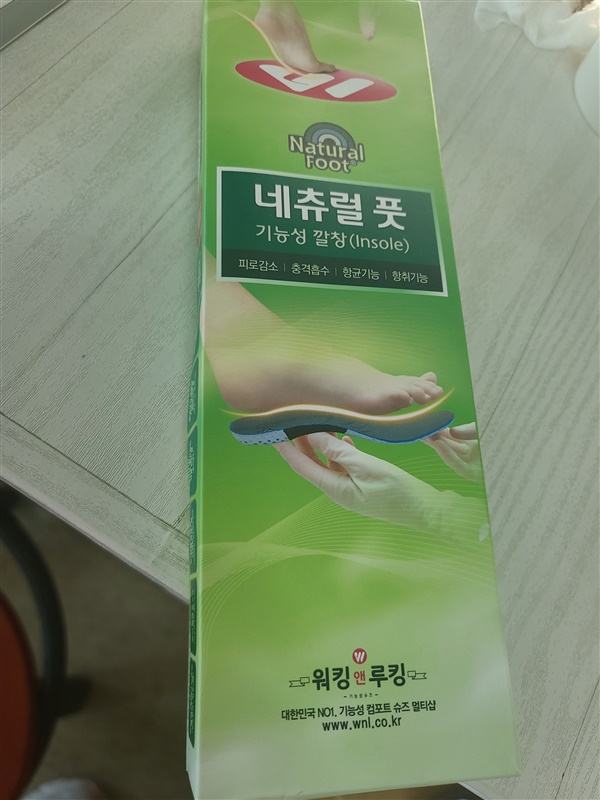 Natural
Foot
네츄럴 풋
기능성 깔창(Insole)
피로감소 | 충격흡수 | 항균기능 | 항취기능
W
워킹앤루킹
대한민국 NO1. 기능성 컴포트 슈즈 멀티샵
www.wnl.co.kr